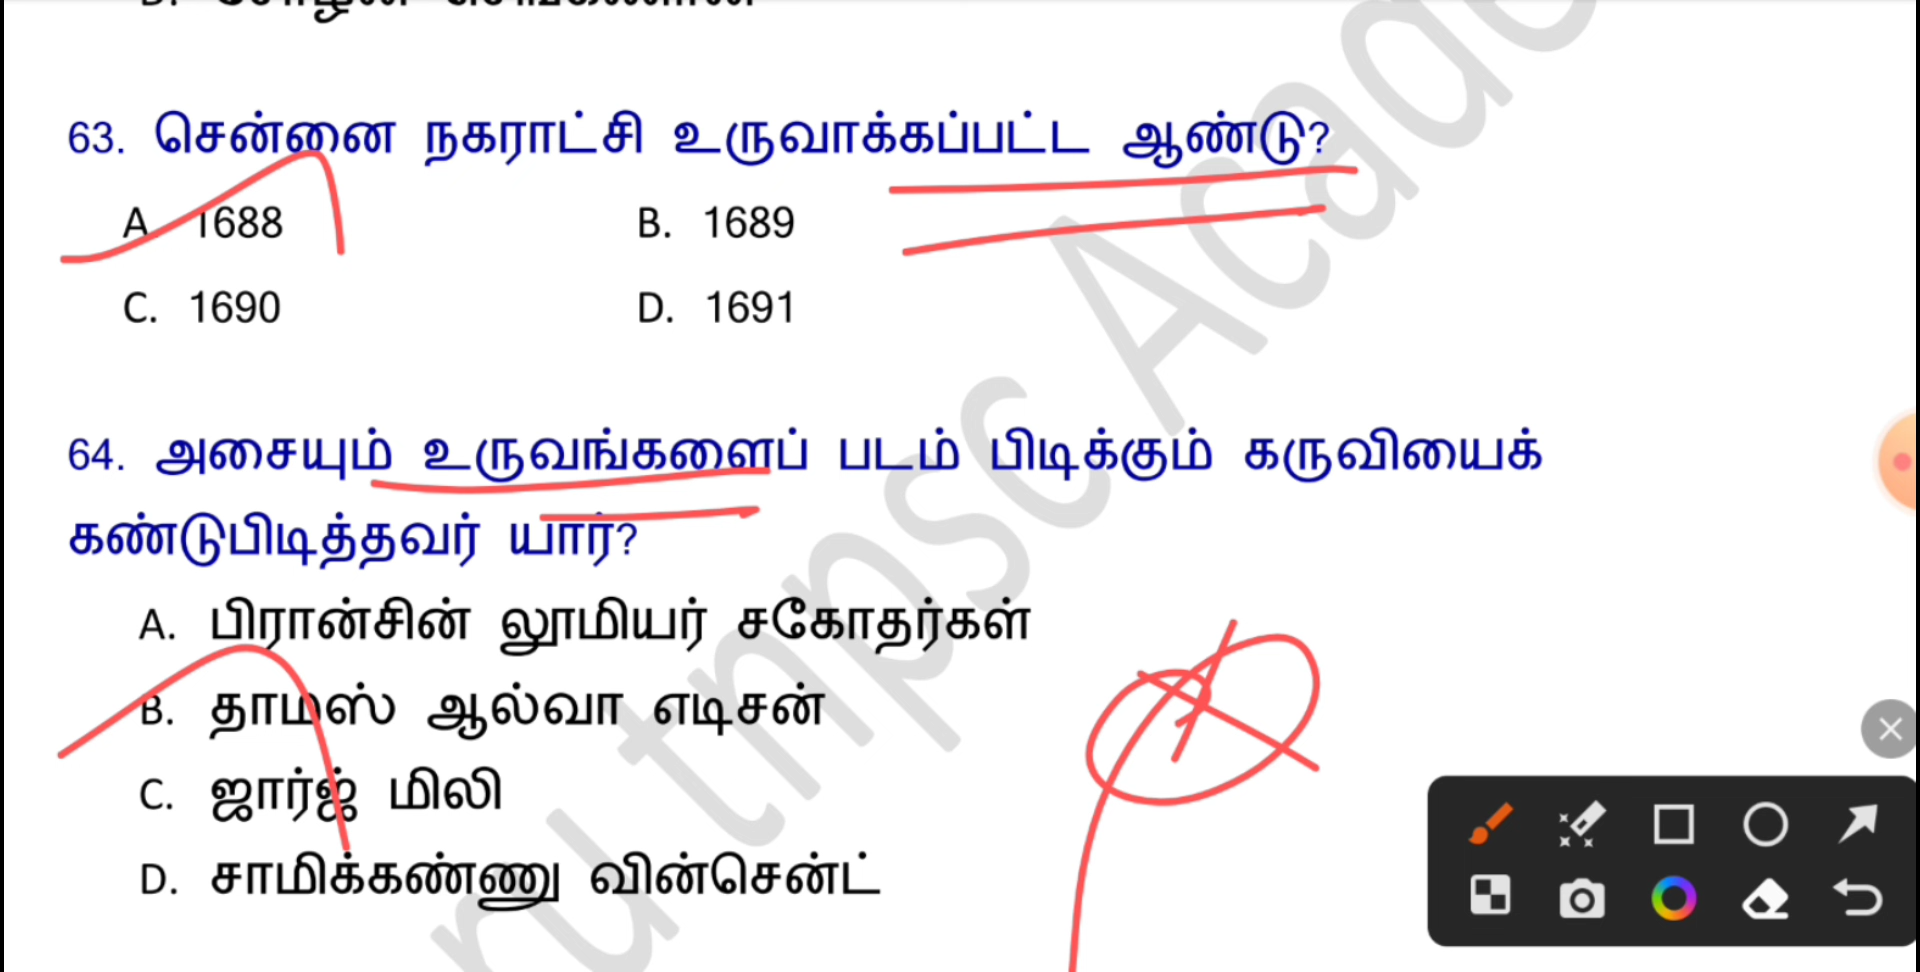 63. சென்னை நகராட்சி உருவாக்கப்பட்ட ஆண்டு?
A 1688 B. 1689
C. 1690 D. 1691
64. அசையும் உருவங்களைப் படம் பிடிக்கும் கருவியைக்
கண்டுபிடித்தவர் யார்?
A. பிரான்சின் லூமியர் சகோதர்கள்
B. தாமஸ் ஆல்வா எடிசன்
C. ஜார்ஜ் மிலி
D. சாமிக்கண்ணு வின்சென்ட்
tnpsc